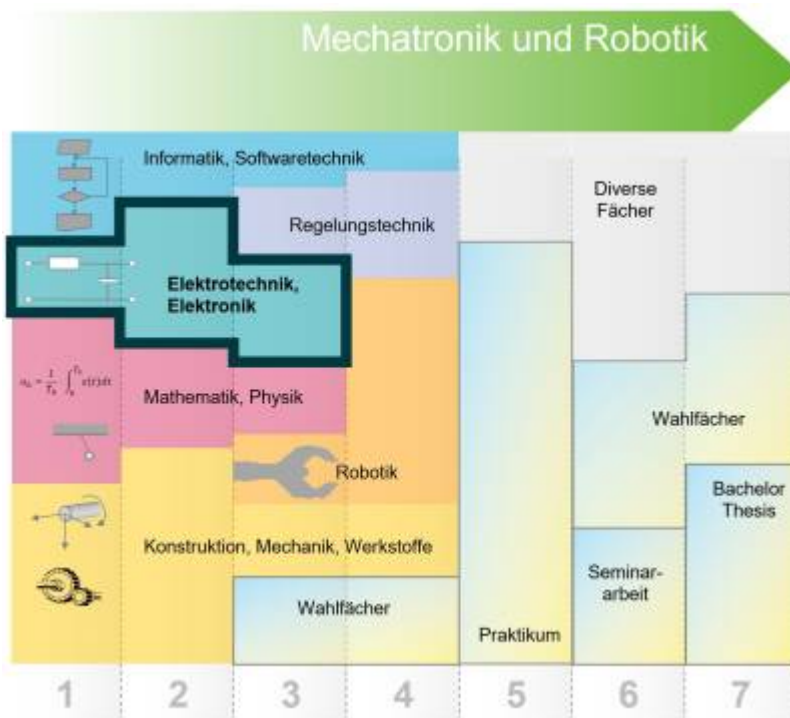 Mechatronik und Robotik
Informatik, Softwaretechnik
Diverse
Fächer
Regelungstechnik
Elektrotechnik,
Elektronik
Mathematik, Physik
Wahlfächer
Robotik
Bachelor
Thesis
Konstruktion, Mechanik, Werkstoffe
Seminar-
arbeit
Wahlfächer
Praktikum
1 2 3 4 5 6 7